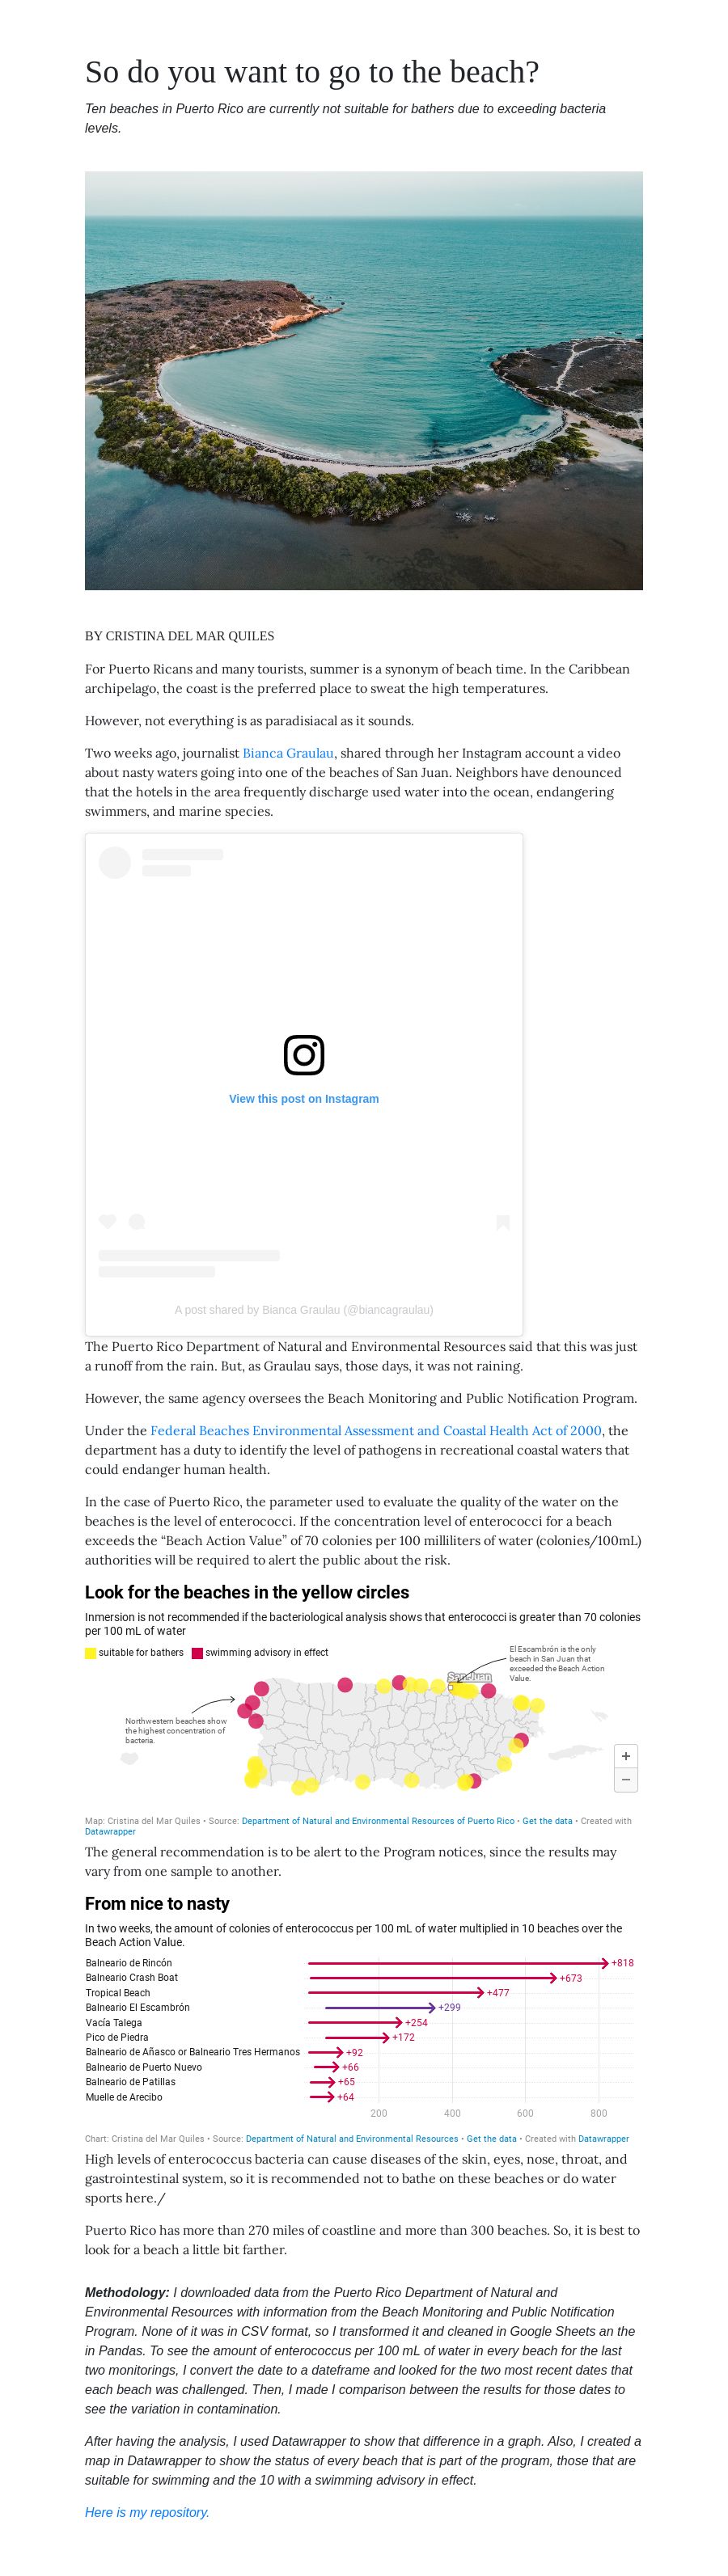 So do you want to go to the beach?
Ten beaches in Puerto Rico are currently not suitable for bathers due to exceeding bacteria
levels.
BY CRISTINA DEL MAR QUILES
For Puerto Ricans and many tourists, summer is a synonym of beach time. In the Caribbean
archipelago, the coast is the preferred place to sweat the high temperatures.
However, not everything is as paradisiacal as it sounds.
Two weeks ago, journalist Bianca Graulau, shared through her Instagram account a video
about nasty waters going into one of the beaches of San Juan. Neighbors have denounced
that the hotels in the area frequently discharge used water into the ocean, endangering
swimmers, and marine species.
View this post on Instagram
A post shared by Bianca Graulau (@biancagraulau)
The Puerto Rico Department of Natural and Environmental Resources said that this was just
a runoff from the rain. But, as Graulau says, those days, it was not raining.
However, the same agency oversees the Beach Monitoring and Public Notification Program.
Under the Federal Beaches Environmental Assessment and Coastal Health Act of 2000, the
department has a duty to identify the level of pathogens in recreational coastal waters that
could endanger human health.
In the case of Puerto Rico, the parameter used to evaluate the quality of the water on the
beaches is the level of enterococci. If the concentration level of enterococci for a beach
exceeds the “Beach Action Value” of 70 colonies per 100 milliliters of water (colonies/100mL)
authorities will be required to alert the public about the risk.
Look for the beaches in the yellow circles
Inmersion is not recommended if the bacteriological analysis shows that enterococci is greater than 70 colonies
per 100 mL of water
suitable for bathers swimming advisory in effect
El Escambrón is the only
beach in San Juan that
exceeded the Beach Action
Value.
San Juan
Northwestern beaches show
the highest concentration of
bacteria.
+
−
Map: Cristina del Mar Quiles • Source: Department of Natural and Environmental Resources of Puerto Rico • Get the data • Created with
Datawrapper
The general recommendation is to be alert to the Program notices, since the results may
vary from one sample to another.
From nice to nasty
In two weeks, the amount of colonies of enterococcus per 100 mL of water multiplied in 10 beaches over the
Beach Action Value.
Balneario de Rincón +818
Balneario Crash Boat +673
Tropical Beach +477
Balneario El Escambrón +299
Vacía Talega +254
Pico de Piedra +172
Balneario de Añasco or Balneario Tres Hermanos +92
Balneario de Puerto Nuevo +66
Balneario de Patillas +65
Muelle de Arecibo +64
200 400 600 800
Chart: Cristina del Mar Quiles • Source: Department of Natural and Environmental Resources • Get the data • Created with Datawrapper
High levels of enterococcus bacteria can cause diseases of the skin, eyes, nose, throat, and
gastrointestinal system, so it is recommended not to bathe on these beaches or do water
sports here./
Puerto Rico has more than 270 miles of coastline and more than 300 beaches. So, it is best to
look for a beach a little bit farther.
Methodology: I downloaded data from the Puerto Rico Department of Natural and
Environmental Resources with information from the Beach Monitoring and Public Notification
Program. None of it was in CSV format, so I transformed it and cleaned in Google Sheets an the
in Pandas. To see the amount of enterococcus per 100 mL of water in every beach for the last
two monitorings, I convert the date to a dateframe and looked for the two most recent dates that
each beach was challenged. Then, I made I comparison between the results for those dates to
see the variation in contamination.
After having the analysis, I used Datawrapper to show that difference in a graph. Also, I created a
map in Datawrapper to show the status of every beach that is part of the program, those that are
suitable for swimming and the 10 with a swimming advisory in effect.
Here is my repository.